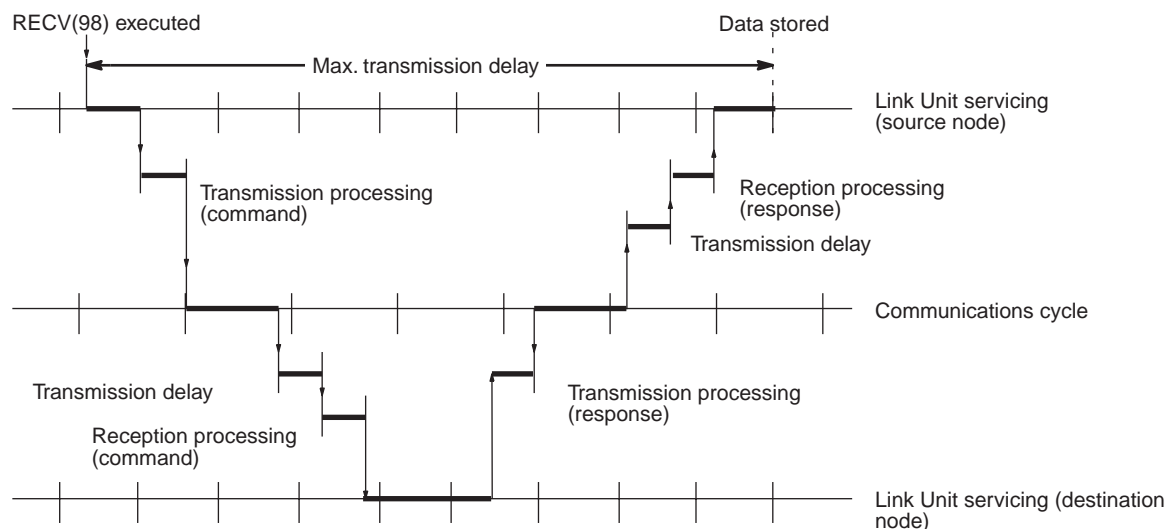 RECV(98) executed
Data stored
Max. transmission delay
Link Unit servicing
(source node)
Transmission processing
(command)
Reception processing
(response)
Transmission delay
Communications cycle
Transmission delay
Transmission processing
(response)
Reception processing
(command)
Link Unit servicing (destination
node)